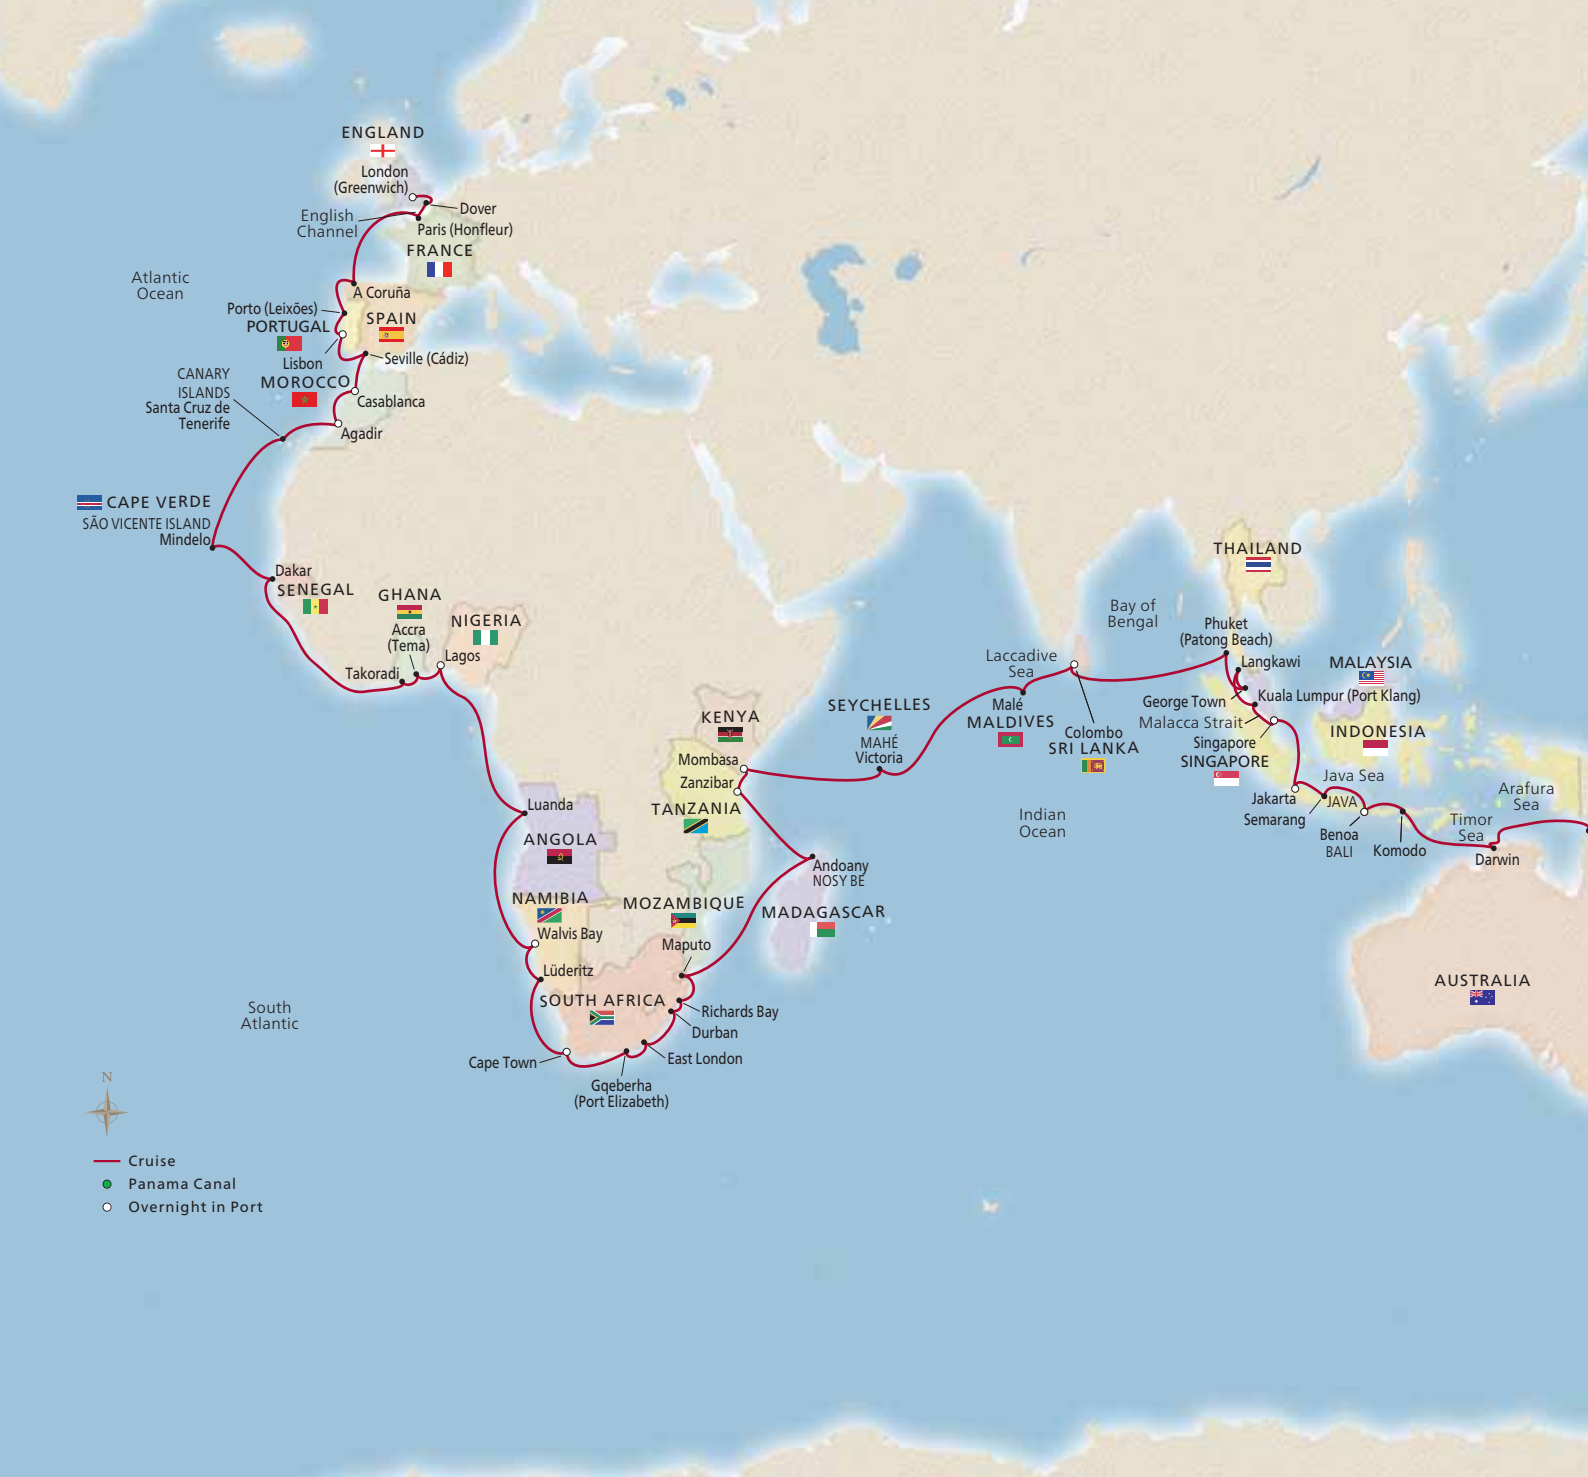 ENGLAND
London
(Greenwich)
Dover
English
Channel
Paris (Honfleur)
FRANCE
Atlantic
Ocean
A Coruña
Porto (Leixões)
PORTUGAL
SPAIN
Lisbon
Seville (Cádiz)
CANARY
ISLANDS
Santa Cruz de
Tenerife
MOROCCO
Casablanca
Agadir
CAPE VERDE
SÃO VICENTE ISLAND
Mindelo
Dakar
SENEGAL
GHANA
Accra
(Tema)
NIGERIA
Lagos
Takoradi
Luanda
ANGOLA
NAMIBIA
Walvis Bay
Lüderitz
SOUTH AFRICA
South
Atlantic
Cape Town
Gqeberha
(Port Elizabeth)
East London
Durban
Richards Bay
MOZAMBIQUE
Maputo
MADAGASCAR
Andoany
NOSY BE
KENYA
Mombasa
Zanzibar
TANZANIA
SEYCHELLES
MAHÉ
Victoria
Laccadive
Sea
Malé
MALDIVES
Colombo
SRI LANKA
Indian
Ocean
Bay of
Bengal
THAILAND
Phuket
(Patong Beach)
Langkawi
MALAYSIA
George Town
Kuala Lumpur (Port Klang)
Malacca Strait
Singapore
SINGAPORE
INDONESIA
Java Sea
Jakarta
JAVA
Semarang
Benoa
BALI
Komodo
Timor
Sea
Arafura
Sea
Darwin
AUSTRALIA
N
Cruise
Panama Canal
Overnight in Port